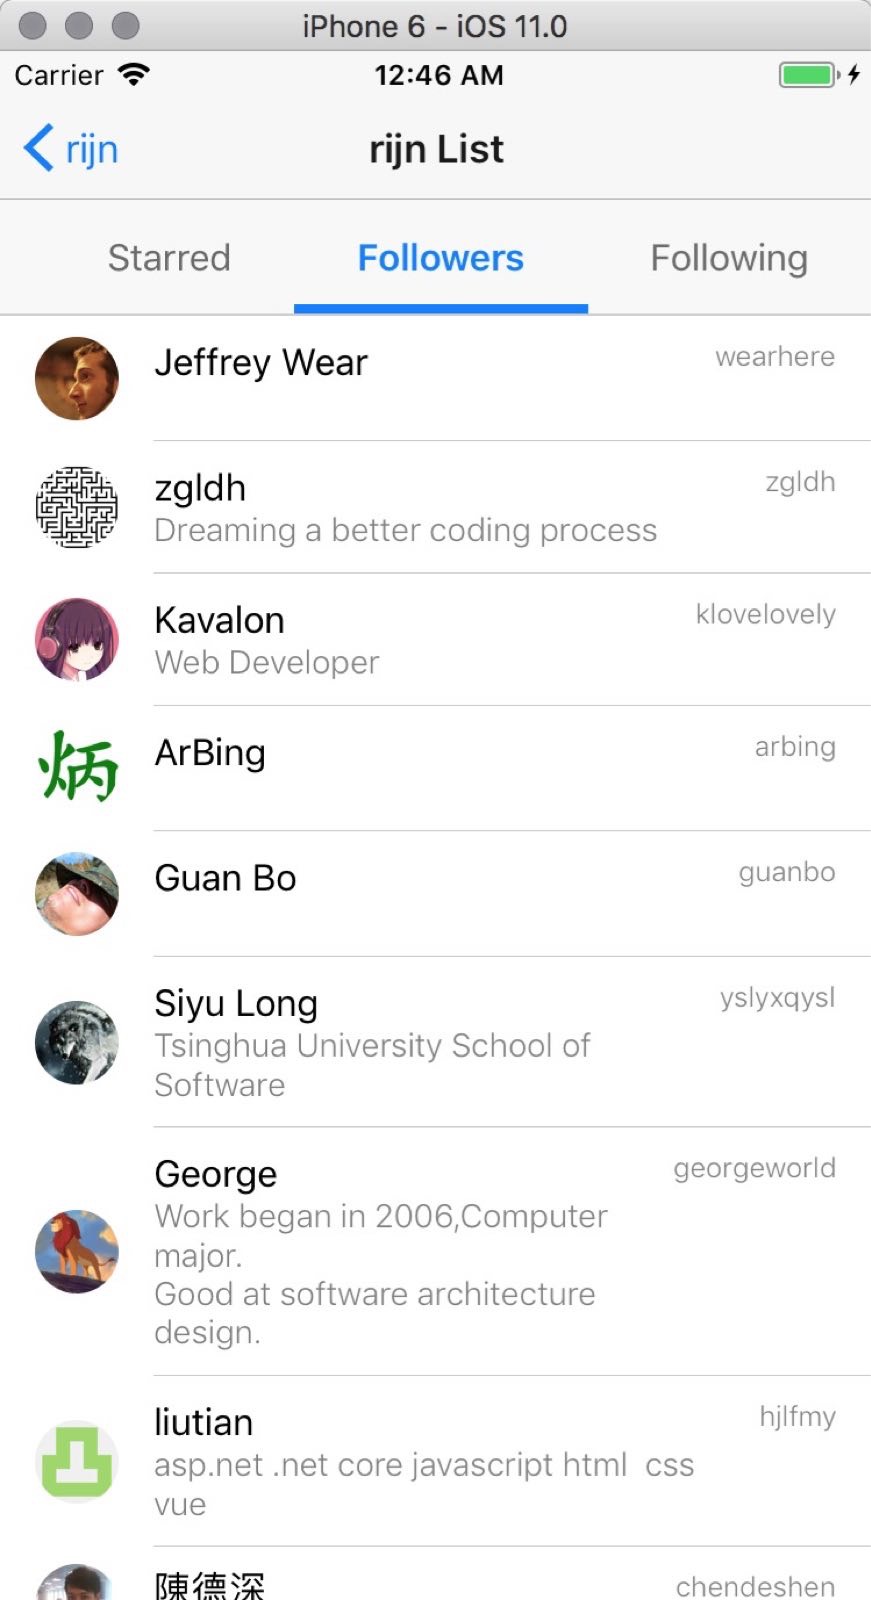 iPhone 6 - iOS 11.0
Carrier 12:46 AM
rijn rijn List
Starred Followers Following
Jeffrey Wear wearhere
zgldh zgldh
Dreaming a better coding process
Kavalon klovelovely
Web Developer
炳 ArBing arbing
Guan Bo guanbo
Siyu Long yslyxqysl
Tsinghua University School of
Software
George georgeworld
Work began in 2006,Computer
major.
Good at software architecture
design.
liutian hjlfmy
asp.net .net core javascript html  css
vue
陳德深 chendeshen